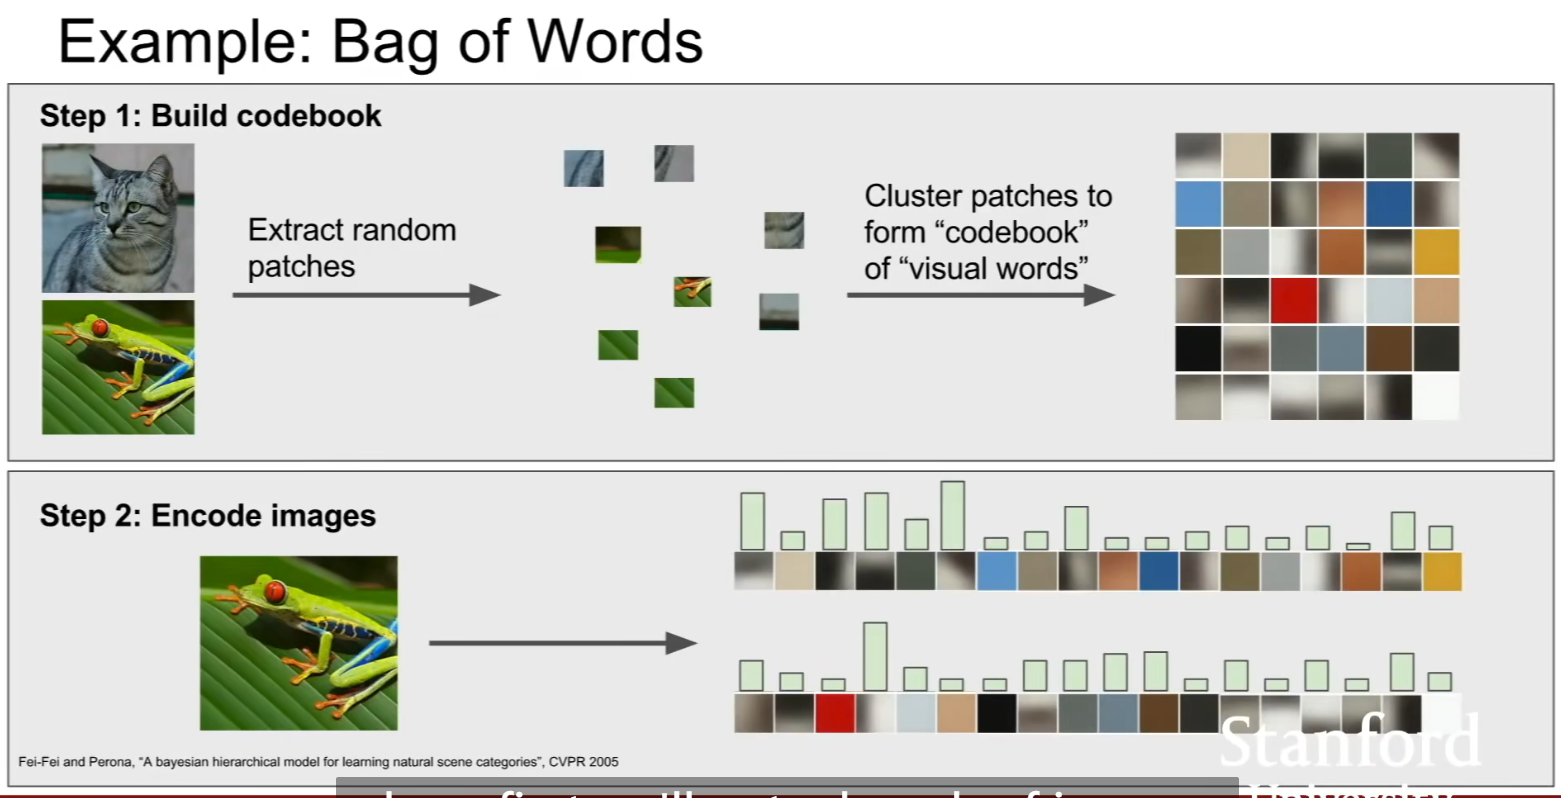 Example: Bag of Words
Step 1: Build codebook
Extract random
patches
Cluster patches to
form “codebook”
of “visual words”
Step 2: Encode images
Fei-Fei and Perona, “A bayesian hierarchical model for learning natural scene categories”, CVPR 2005
Stanford
University